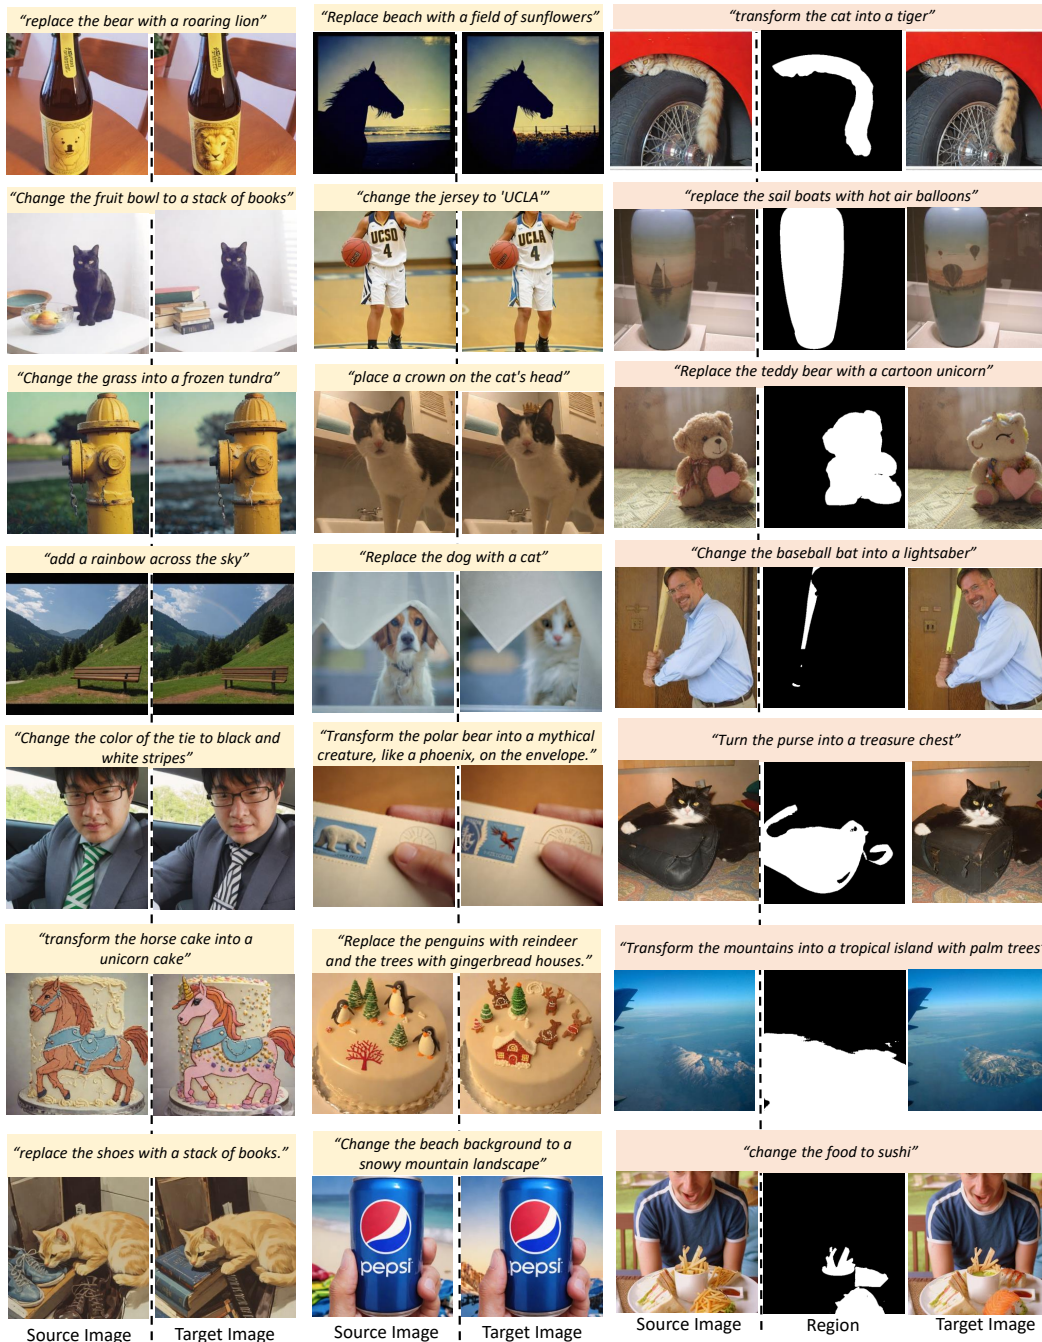 "replace the bear with a roaring lion"
"Replace beach with a field of sunflowers"
"transform the cat into a tiger"
"Change the fruit bowl to a stack of books"
"change the jersey to 'UCLA'"
UCSD
4
UCLA
4
"replace the sail boats with hot air balloons"
"Change the grass into a frozen tundra"
"place a crown on the cat's head"
"Replace the teddy bear with a cartoon unicorn"
"add a rainbow across the sky"
"Replace the dog with a cat"
"Change the baseball bat into a lightsaber"
"Change the color of the tie to black and
white stripes"
"Transform the polar bear into a mythical
creature, like a phoenix, on the envelope."
"Turn the purse into a treasure chest"
"transform the horse cake into a
unicorn cake"
"Replace the penguins with reindeer
and the trees with gingerbread houses."
"Transform the mountains into a tropical island with palm trees
"replace the shoes with a stack of books."
"Change the beach background to a
snowy mountain landscape"
pepsi
pepsi
"change the food to sushi"
Source Image
Target Image
Source Image
Target Image
Source Image
Region
Target Image